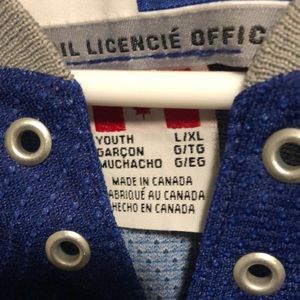 IL LICENCIÉ OFFIC
YOUTH L/XL
GARÇON G/TG
MUCHACHO G/EG
MADE IN CANADA
FABRIQUÉ AU CANADA
HECHO EN CANADA